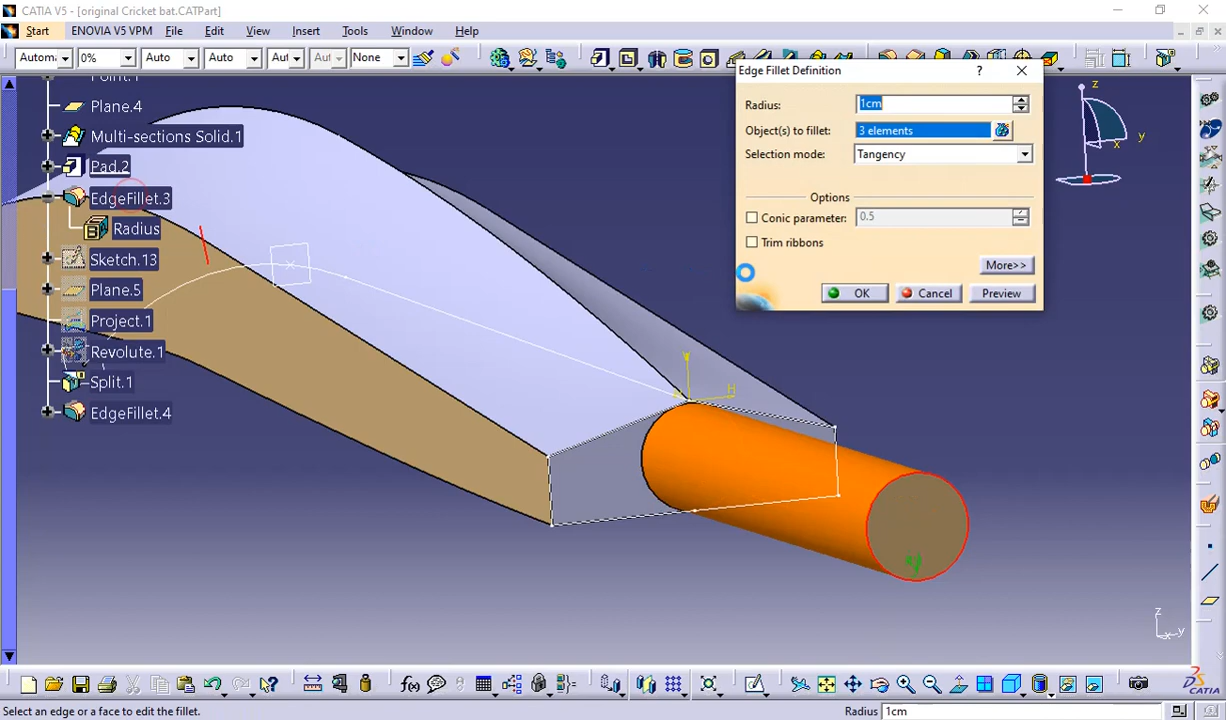 CATIA V5 - [original Cricket bat.CATPart]
Start ENOVIA V5 VPM File Edit View Insert Tools Window Help
Autom 0% Auto Auto Aut Aut None
Point.1
Plane.4
Multi-sections Solid.1
Pad.2
EdgeFillet.3
Radius
Sketch.13
Plane.5
Project.1
Revolute.1
Split.1
EdgeFillet.4
Edge Fillet Definition ?
Radius: 1cm
Object(s) to fillet: 3 elements
Selection mode: Tangency
Options
Conic parameter: 0.5
Trim ribbons
More>>
OK Cancel Preview
z
y
x
V
H
z
x y
f(x)
CATIA
Select an edge or a face to edit the fillet. Radius 1cm